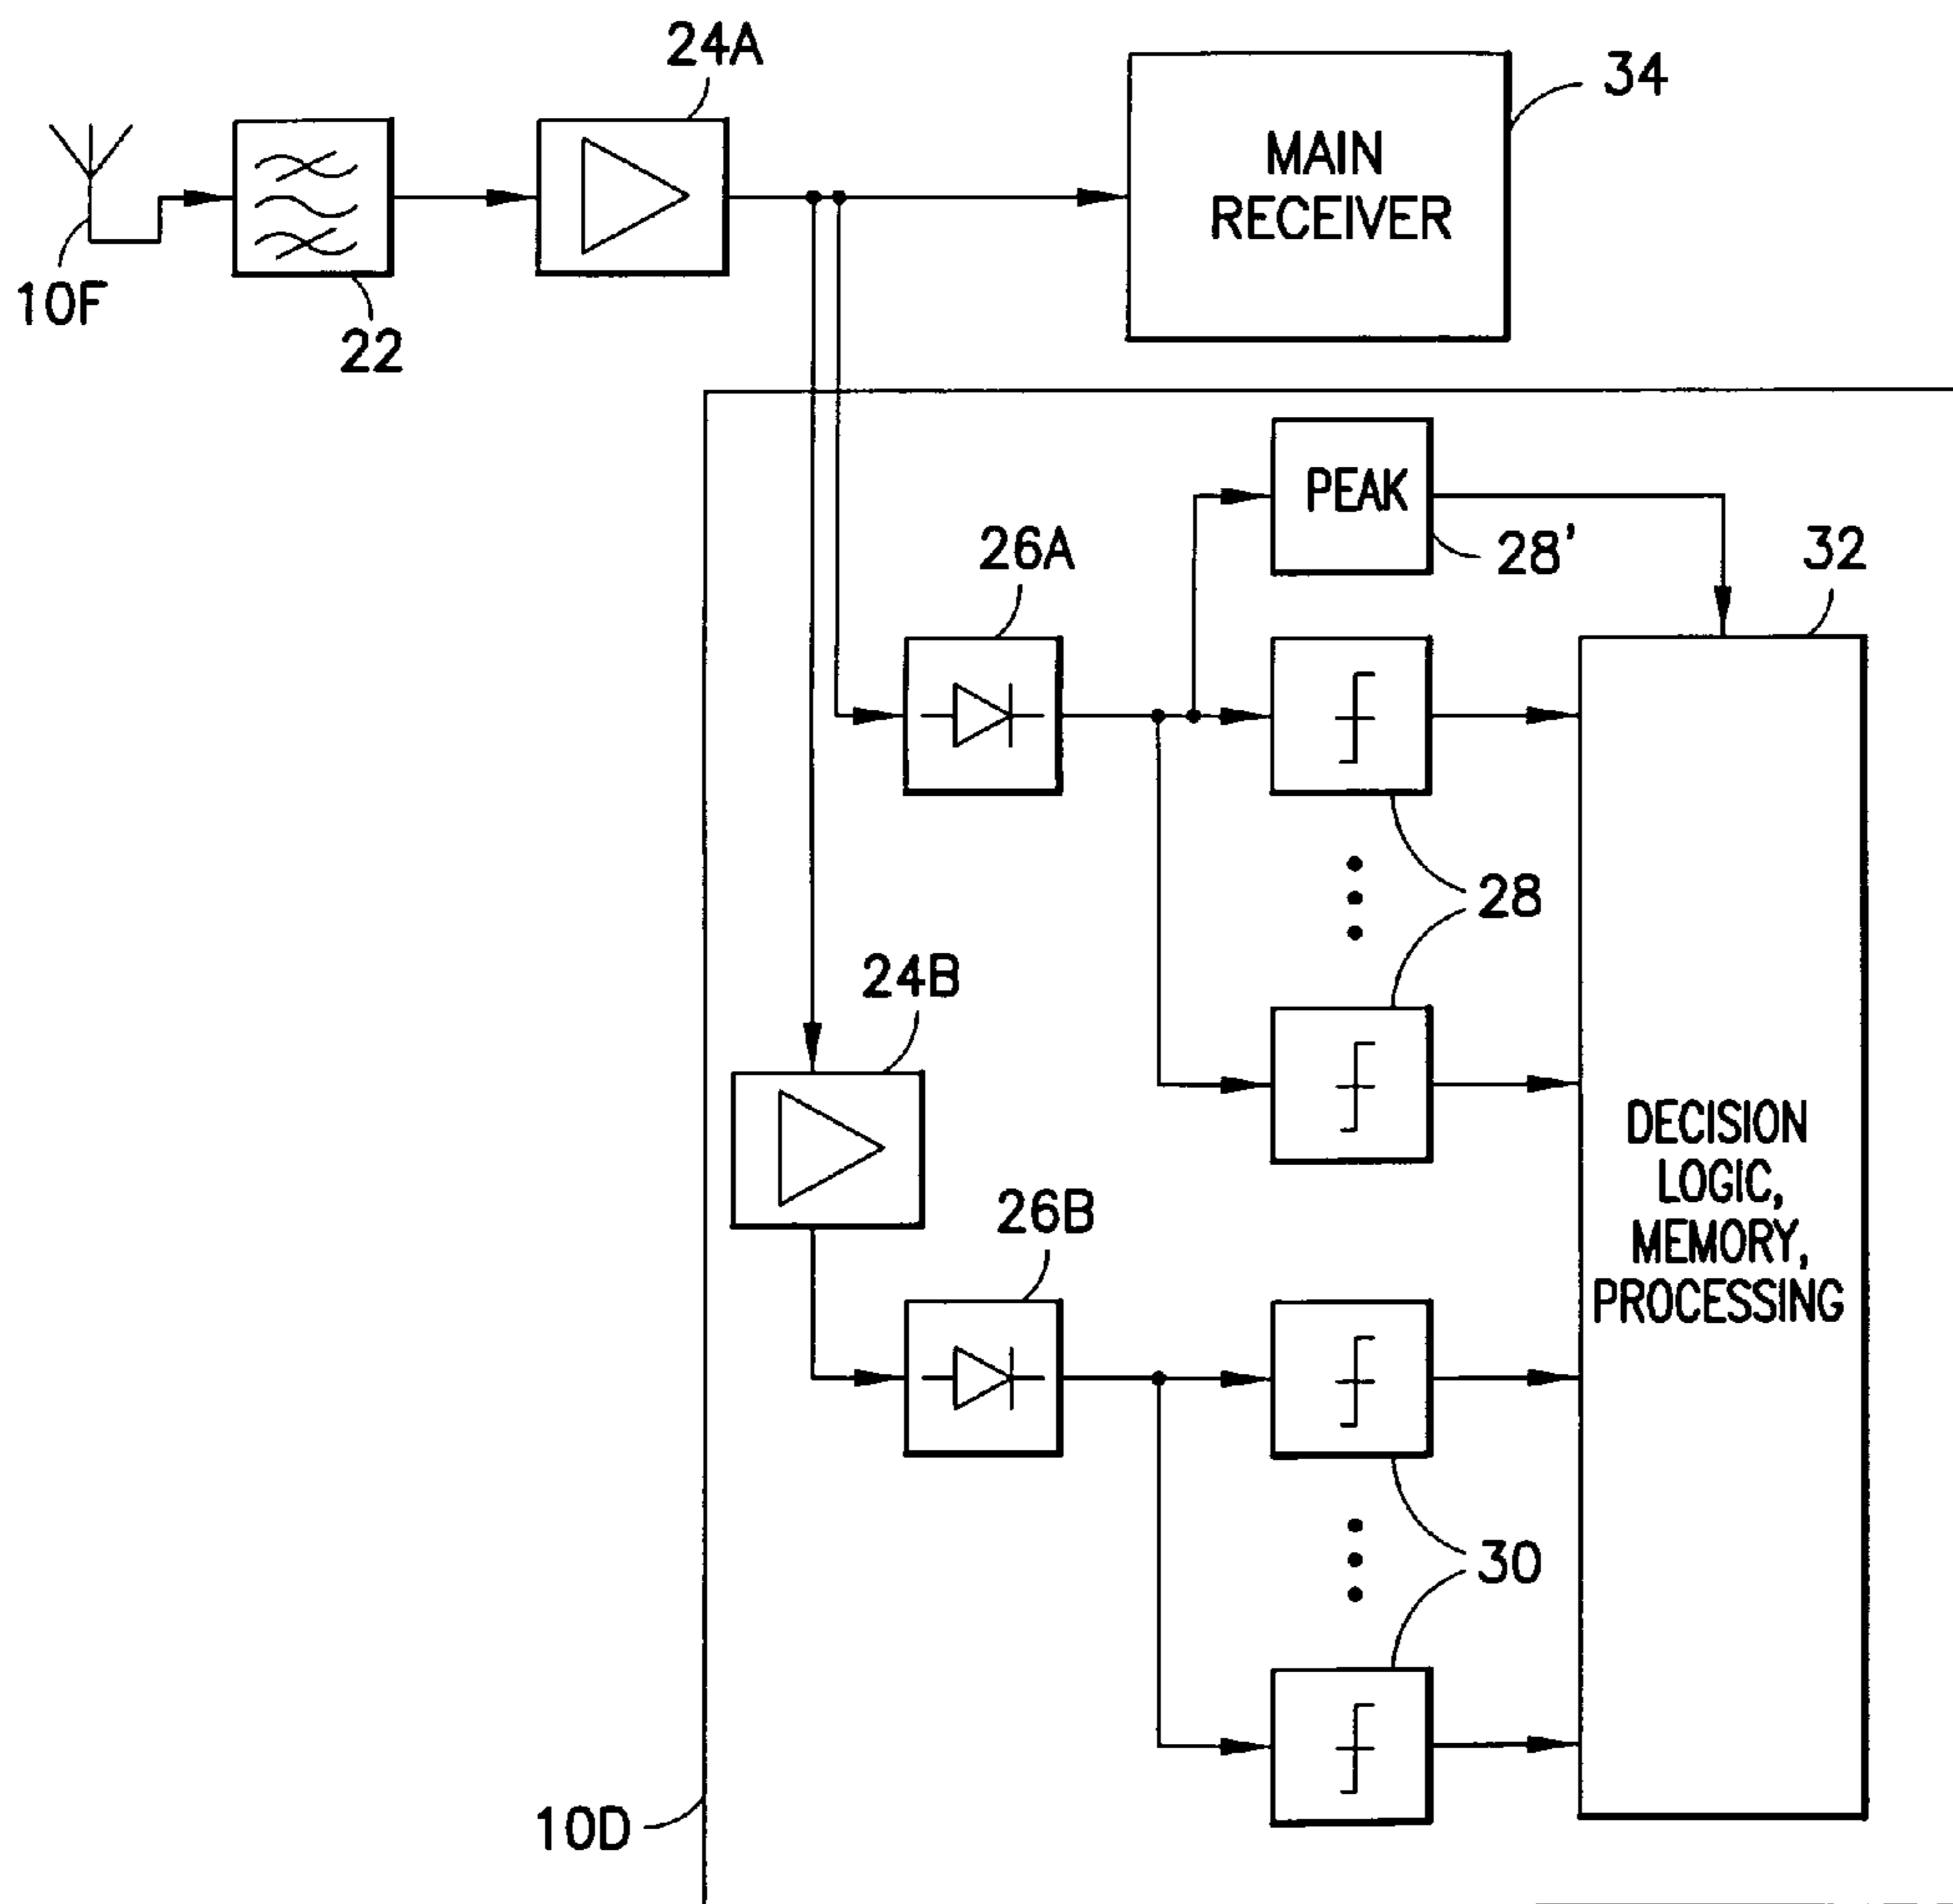 24A
34
MAIN
RECEIVER
10F
22
PEAK
28'
32
26A
28
24B
DECISION
LOGIC,
MEMORY,
PROCESSING
26B
30
10D